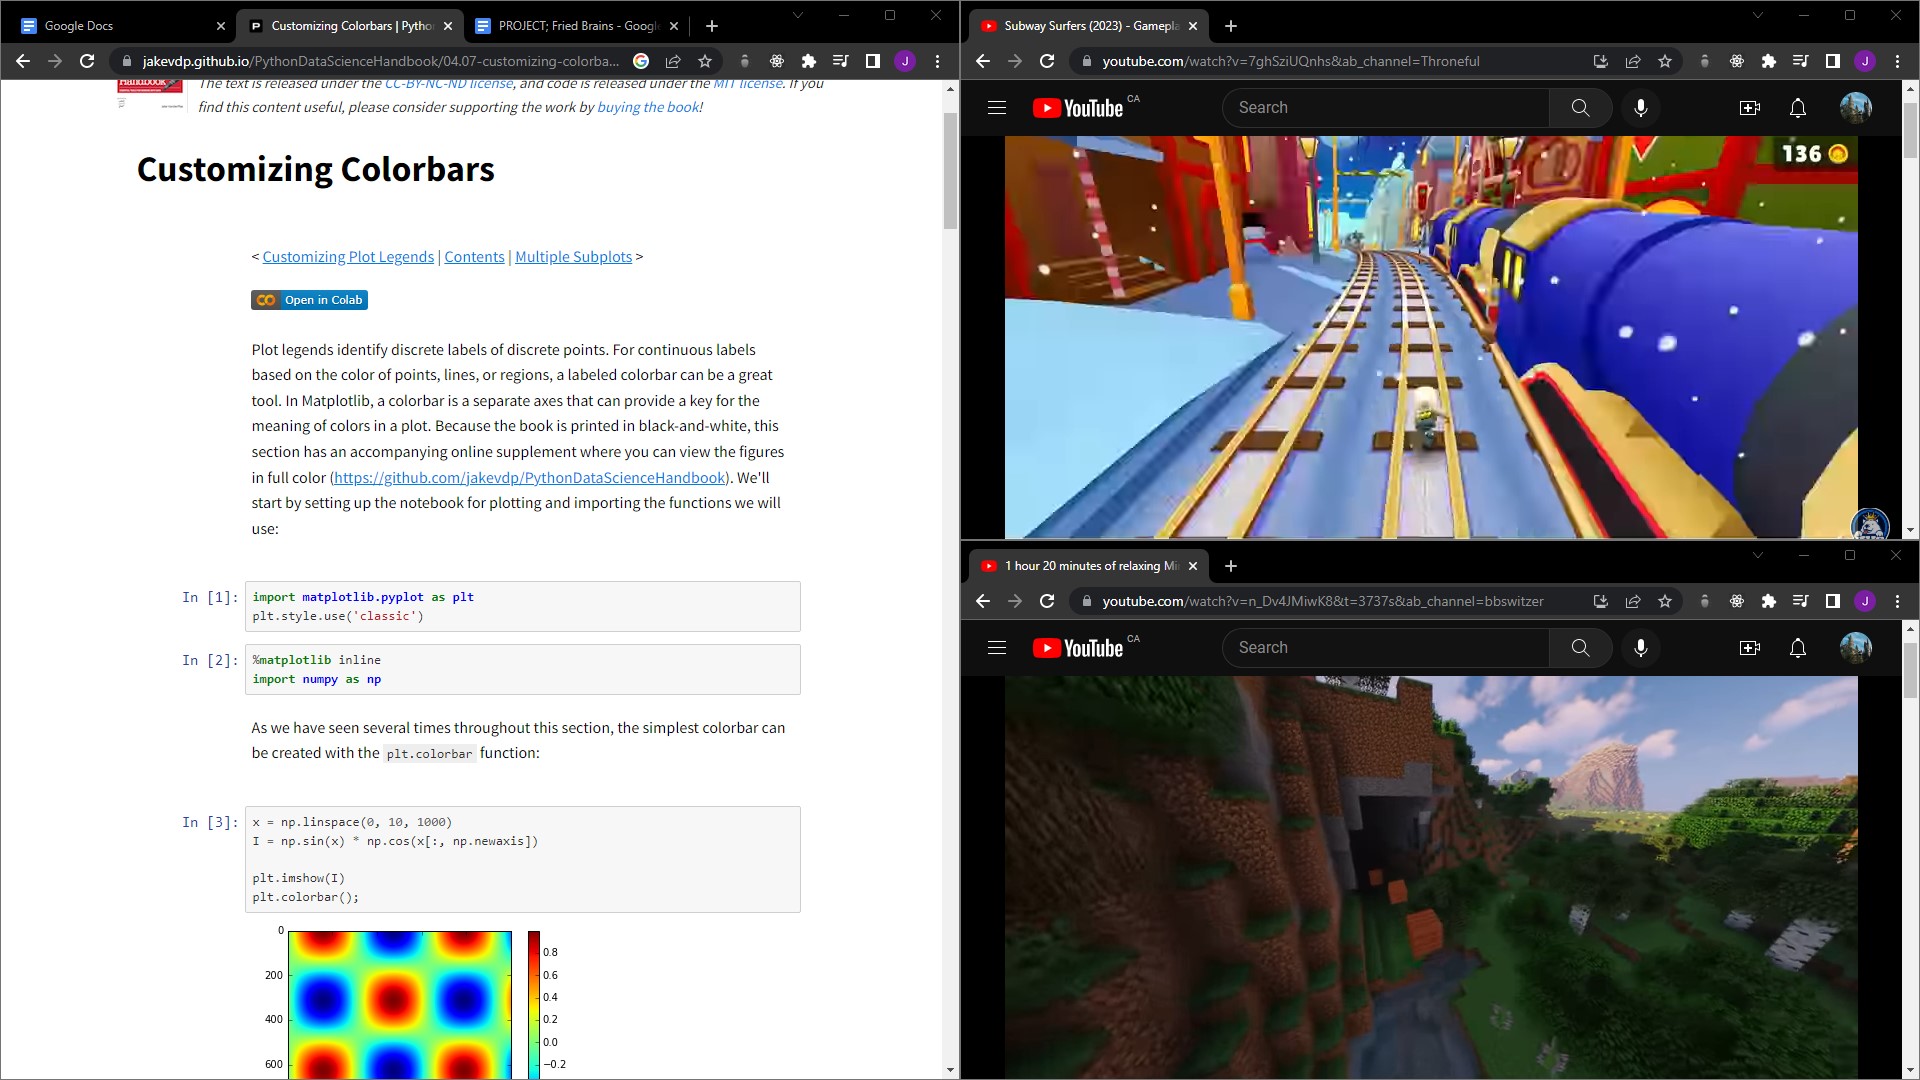 Google Docs
Customizing Colorbars | Pytho
PROJECT; Fried Brains - Googl
jakevdp.github.io/PythonDataScienceHandbook/04.07-customizing-colorba...
J
The text is released under the CC-BY-NC-ND license, and code is released under the MIT license. If you
find this content useful, please consider supporting the work by buying the book!
Customizing Colorbars
< Customizing Plot Legends | Contents | Multiple Subplots >
Open in Colab
Plot legends identify discrete labels of discrete points. For continuous labels
based on the color of points, lines, or regions, a labeled colorbar can be a great
tool. In Matplotlib, a colorbar is a separate axes that can provide a key for the
meaning of colors in a plot. Because the book is printed in black-and-white, this
section has an accompanying online supplement where you can view the figures
in full color (https://github.com/jakevdp/PythonDataScienceHandbook). We'll
start by setting up the notebook for plotting and importing the functions we will
use:
In [1]:
import matplotlib.pyplot as plt
plt.style.use('classic')
In [2]:
%matplotlib inline
import numpy as np
As we have seen several times throughout this section, the simplest colorbar can
be created with the plt.colorbar function:
In [3]:
x = np.linspace(0, 10, 1000)
I = np.sin(x) * np.cos(x[:, np.newaxis])
plt.imshow(I)
plt.colorbar();
0
200
400
600
0.8
0.6
0.4
0.2
0.0
−0.2
Subway Surfers (2023) - Gamepla
youtube.com/watch?v=7ghSziUQnhs&ab_channel=Throneful
J
YouTube CA
Search
136
1 hour 20 minutes of relaxing Mi
youtube.com/watch?v=n_Dv4JMiwK8&t=3737s&ab_channel=bbswitzer
J
YouTube CA
Search